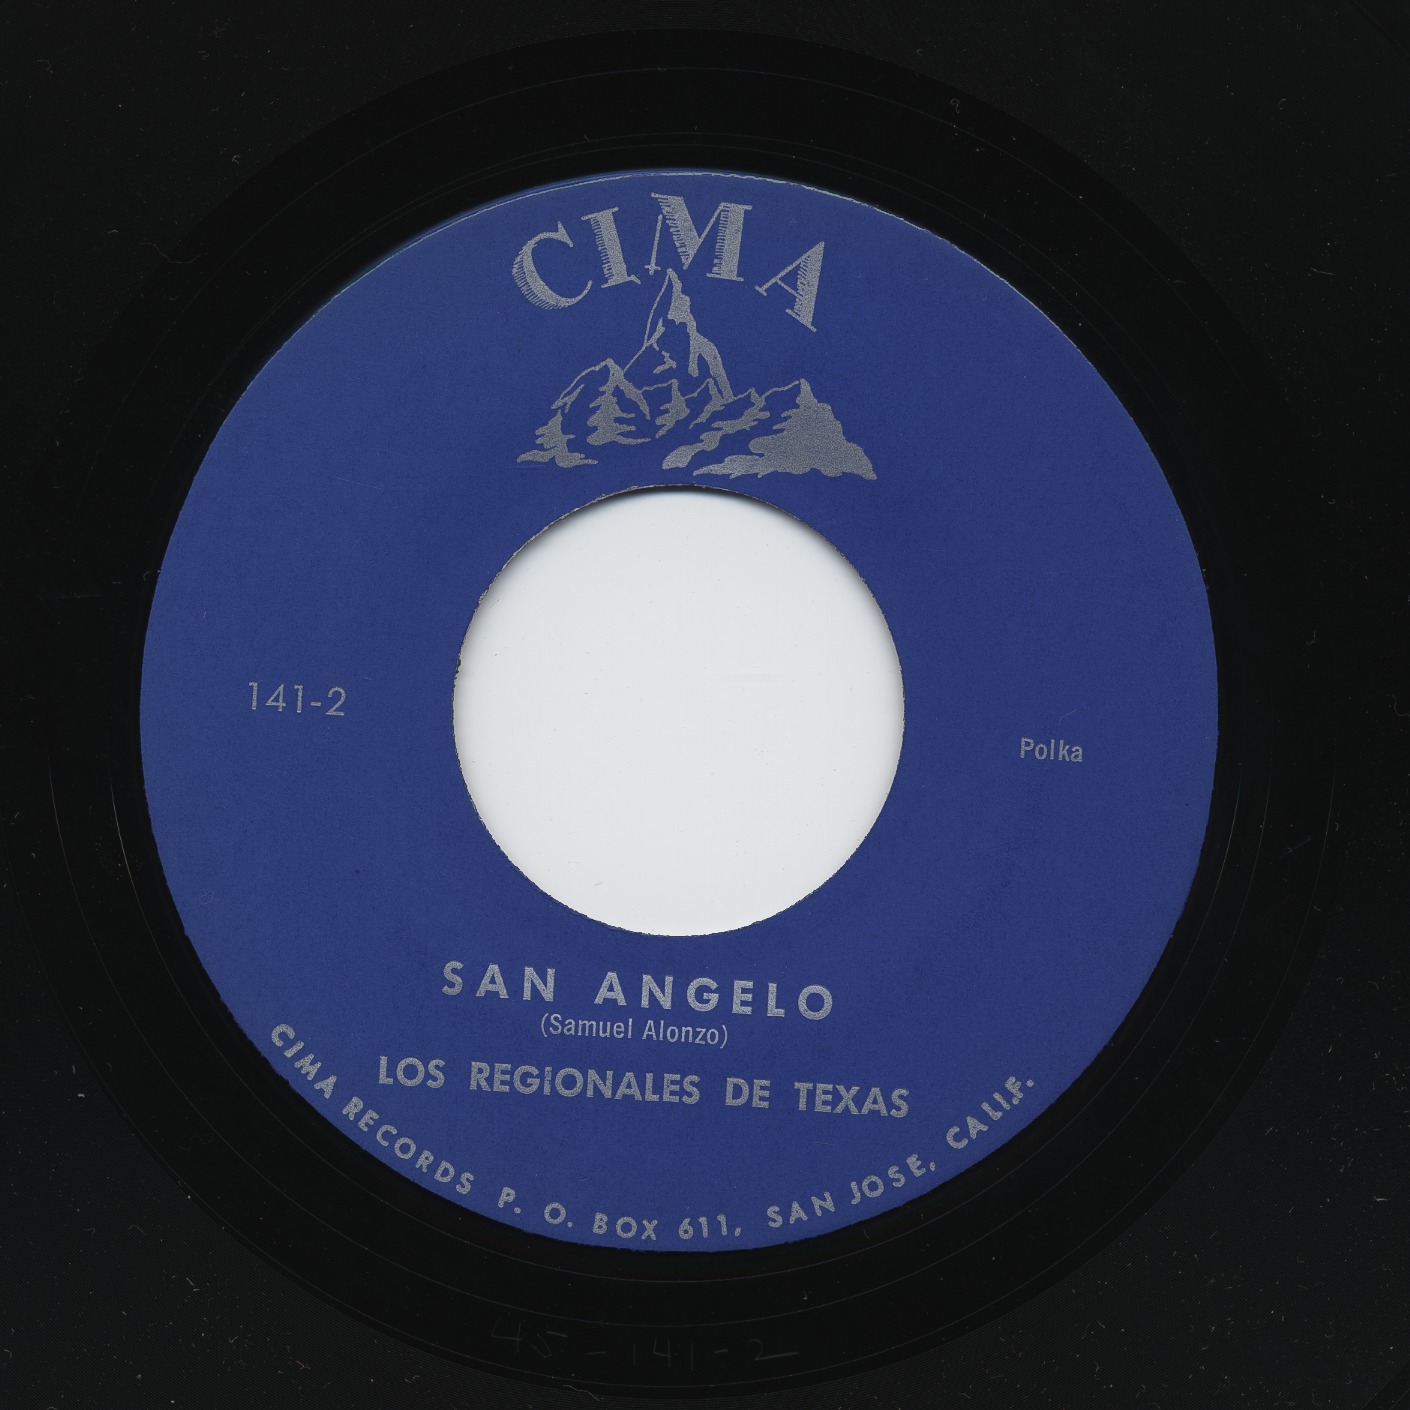 CIMA
141-2
Polka
SAN ANGELO
(Samuel Alonzo)
LOS REGIONALES DE TEXAS
CIMA RECORDS P. O. BOX 611, SAN JOSE, CALIF.
45-141-2